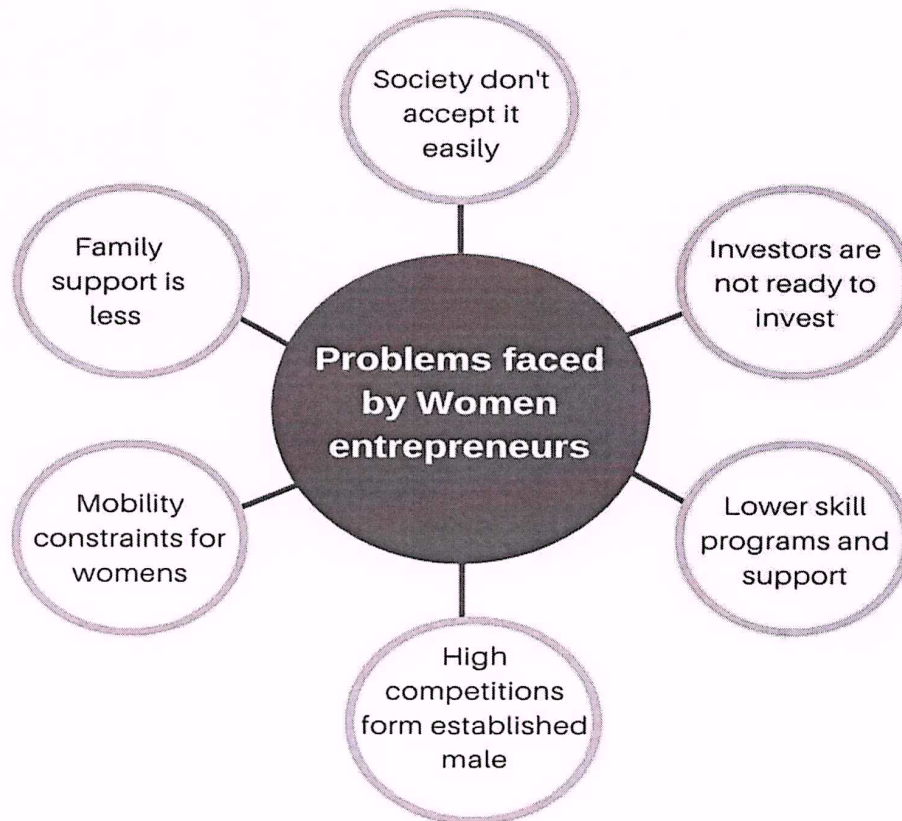 Society don't
accept it
easily
Family
support is
less
Investors are
not ready to
invest
Problems faced
by Women
entrepreneurs
Mobility
constraints for
womens
Lower skill
programs and
support
High
competitions
form established
male